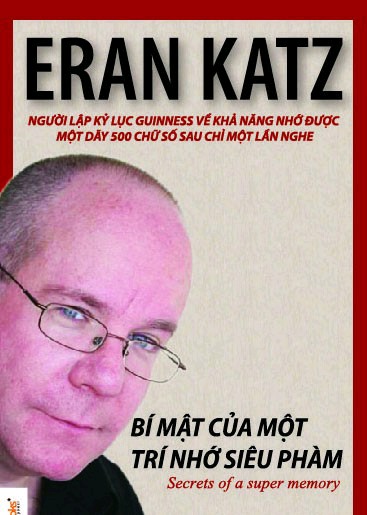 ERAN KATZ
NGƯỜI LẬP KỶ LỤC GUINNESS VỀ KHẢ NĂNG NHỚ ĐƯỢC
MỘT DÃY 500 CHỮ SỐ SAU CHỈ MỘT LẦN NGHE
BÍ MẬT CỦA MỘT
TRÍ NHỚ SIÊU PHÀM
Secrets of a super memory